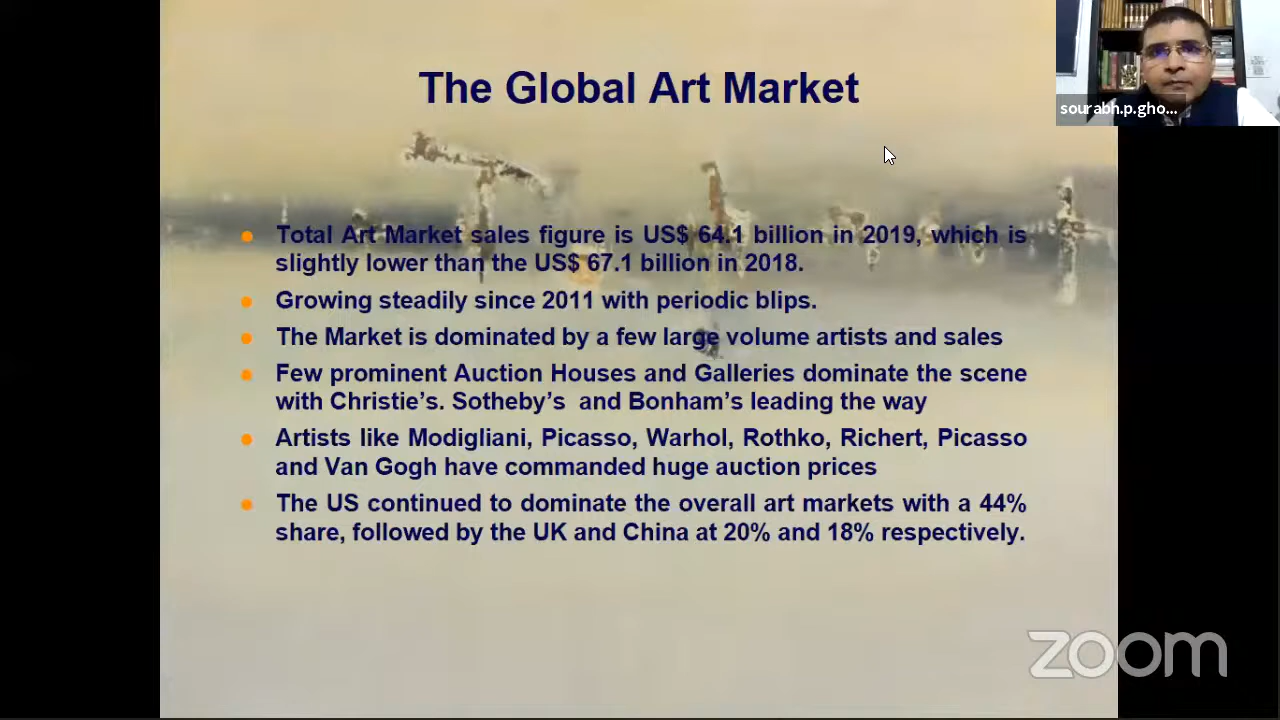 The Global Art Market
sourabh.p.gho...
Total Art Market sales figure is US$ 64.1 billion in 2019, which is
slightly lower than the US$ 67.1 billion in 2018.
Growing steadily since 2011 with periodic blips.
The Market is dominated by a few large volume artists and sales
Few prominent Auction Houses and Galleries dominate the scene
with Christie’s. Sotheby’s and Bonham’s leading the way
Artists like Modigliani, Picasso, Warhol, Rothko, Richert, Picasso
and Van Gogh have commanded huge auction prices
The US continued to dominate the overall art markets with a 44%
share, followed by the UK and China at 20% and 18% respectively.
zoom